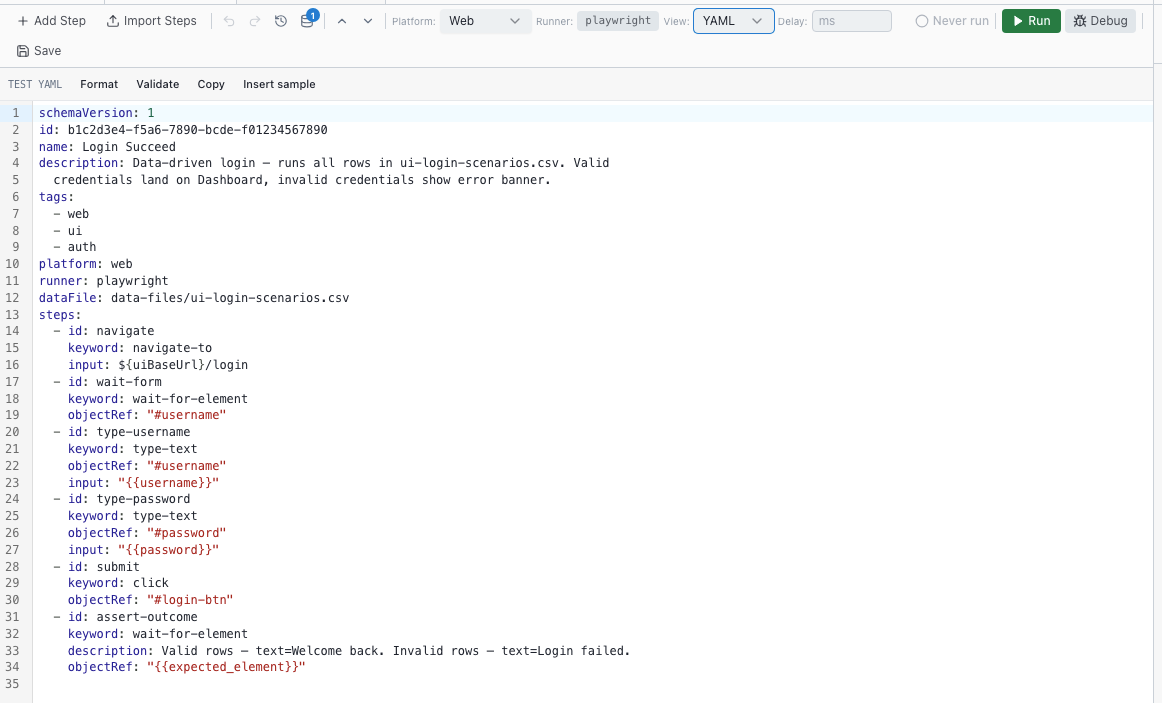 Add Step Import Steps 1 Platform: Web Runner: playwright View: YAML Delay: ms Never run Run Debug
Save
TEST YAML Format Validate Copy Insert sample
1 schemaVersion: 1
2 id: b1c2d3e4-f5a6-7890-bcde-f01234567890
3 name: Login Succeed
4 description: Data-driven login — runs all rows in ui-login-scenarios.csv. Valid
5   credentials land on Dashboard, invalid credentials show error banner.
6 tags:
7   - web
8   - ui
9   - auth
10 platform: web
11 runner: playwright
12 dataFile: data-files/ui-login-scenarios.csv
13 steps:
14   - id: navigate
15     keyword: navigate-to
16     input: ${uiBaseUrl}/login
17   - id: wait-form
18     keyword: wait-for-element
19     objectRef: "#username"
20   - id: type-username
21     keyword: type-text
22     objectRef: "#username"
23     input: "{{username}}"
24   - id: type-password
25     keyword: type-text
26     objectRef: "#password"
27     input: "{{password}}"
28   - id: submit
29     keyword: click
30     objectRef: "#login-btn"
31   - id: assert-outcome
32     keyword: wait-for-element
33     description: Valid rows — text=Welcome back. Invalid rows — text=Login failed.
34     objectRef: "{{expected_element}}"
35